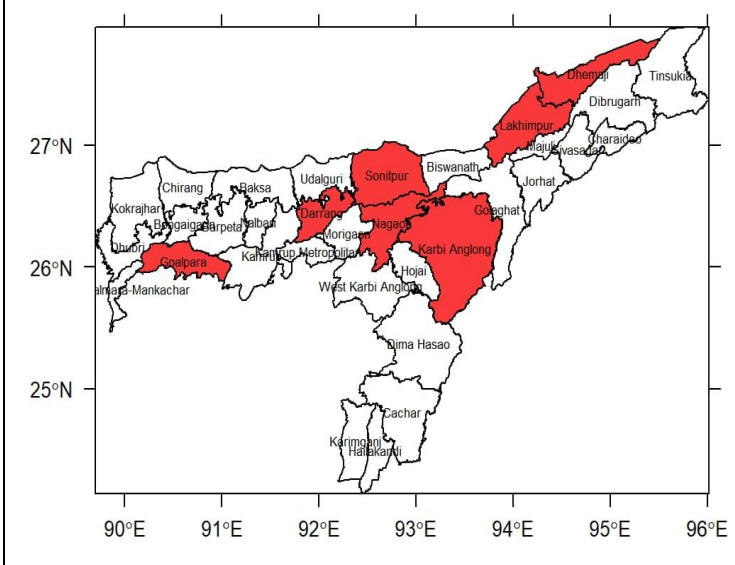 Dhemaji
Tinsukia
Dibrugarh
Lakhimpur
27°N
Majuli
Sivasagar
Charaideo
Biswanath
Udalguri
Sonitpur
Chirang
Baksa
Jorhat
Kokrajhar
Darrang
Golaghat
Bongaigaon
Barpeta
Nalbari
Nagaon
Morigaon
Dhubri
Karbi Anglong
Goalpara
Kamrup
Kamrup Metropolitan
26°N
Hojai
almara-Mankachar
West Karbi Anglong
Dima Hasao
25°N
Cachar
Karimganj
Hailakandi
90°E 91°E 92°E 93°E 94°E 95°E 96°E